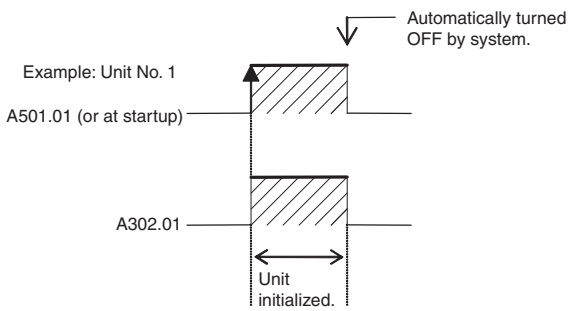 Automatically turned
OFF by system.
Example: Unit No. 1
A501.01 (or at startup)
A302.01
Unit
initialized.